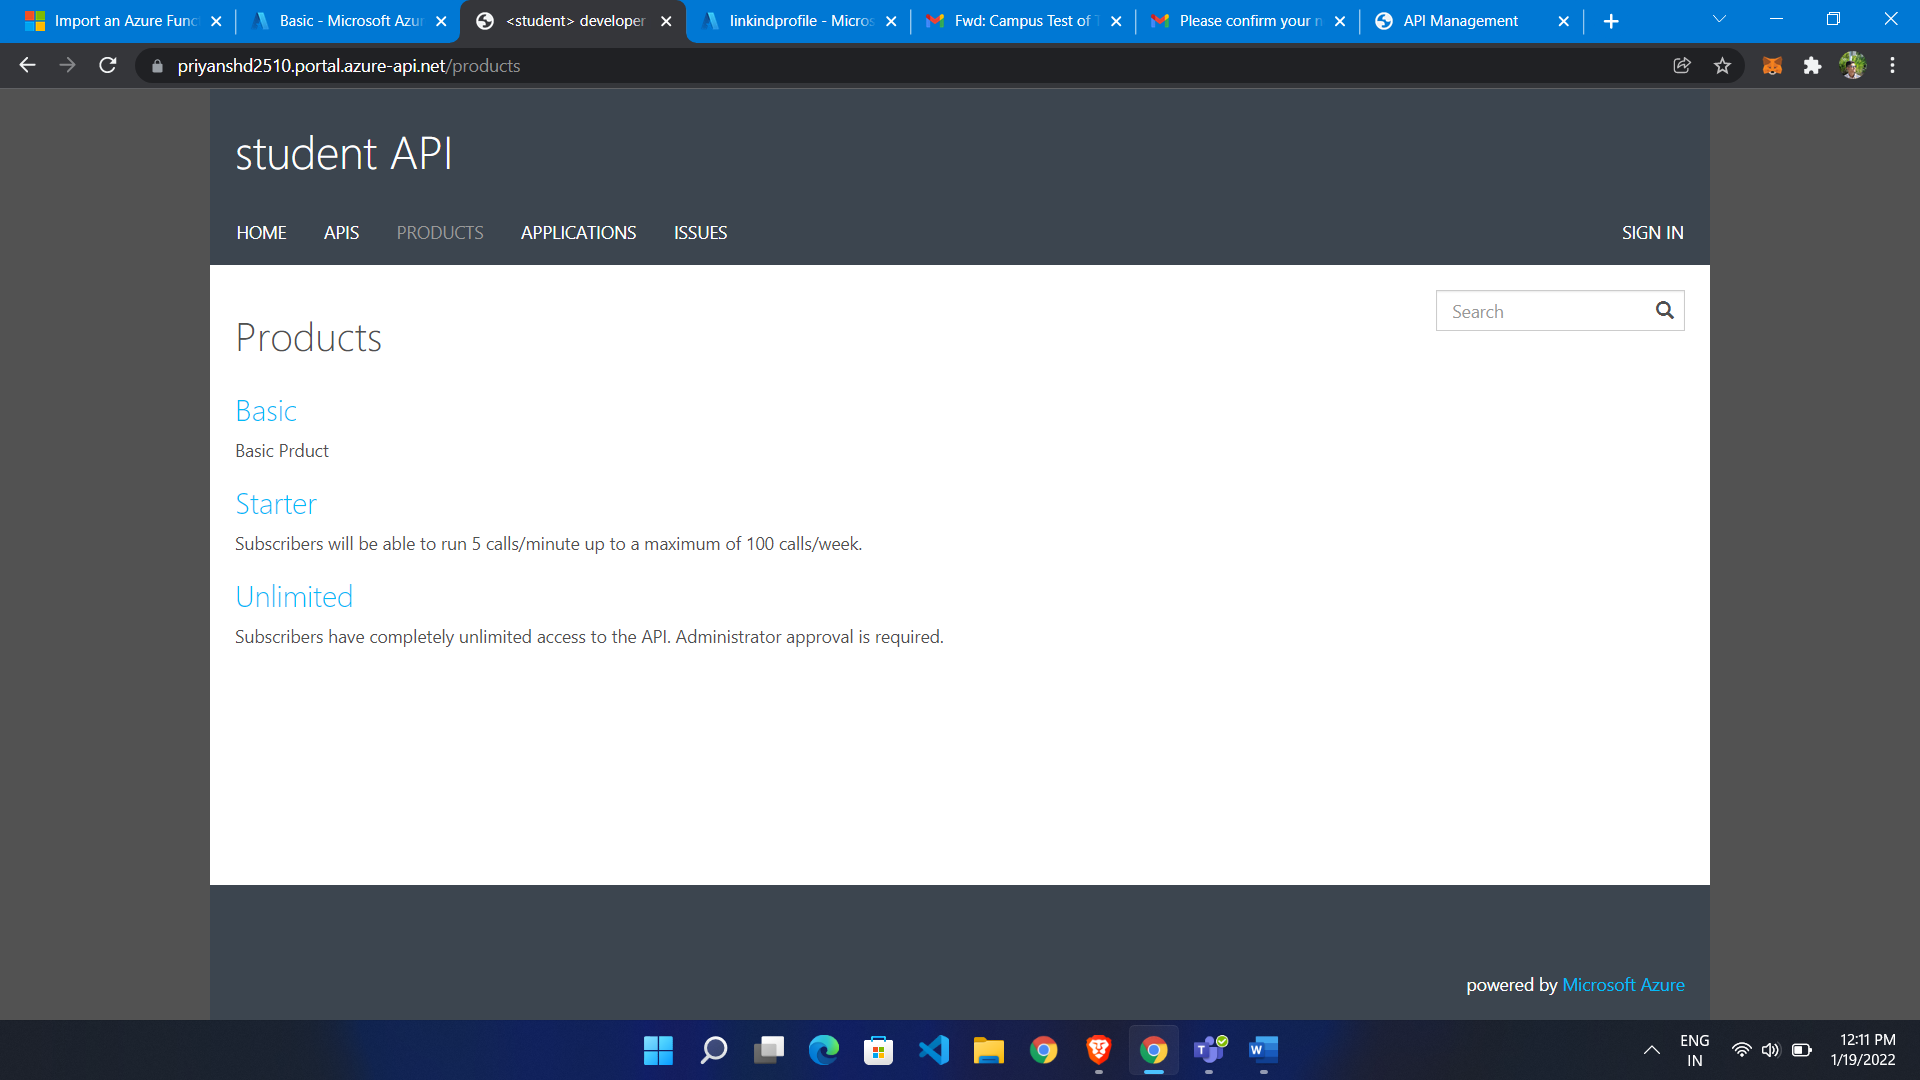 Import an Azure Func
Basic - Microsoft Azur
<student> developer
linkindprofile - Micros
Fwd: Campus Test of T
Please confirm your n
API Management
priyanshd2510.portal.azure-api.net/products
student API
HOME APIS PRODUCTS APPLICATIONS ISSUES SIGN IN
Search
Products
Basic
Basic Prduct
Starter
Subscribers will be able to run 5 calls/minute up to a maximum of 100 calls/week.
Unlimited
Subscribers have completely unlimited access to the API. Administrator approval is required.
powered by Microsoft Azure
ENG
IN
12:11 PM
1/19/2022